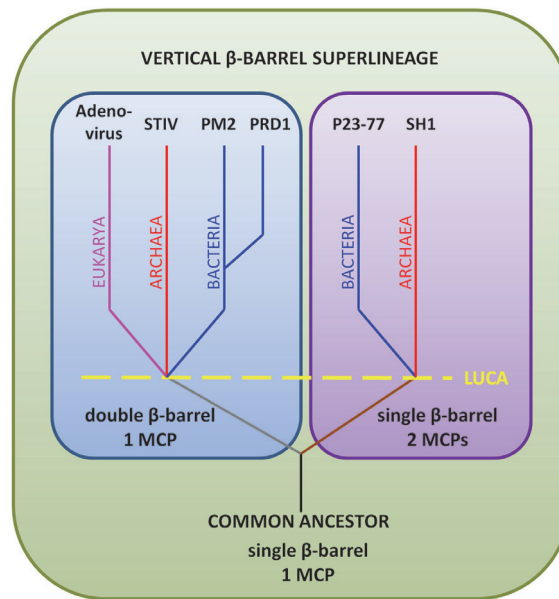 VERTICAL β-BARREL SUPERLINEAGE
Adeno-
virus
STIV
PM2
PRD1
P23-77
SH1
EUKARYA
ARCHAEA
BACTERIA
BACTERIA
ARCHAEA
LUCA
double β-barrel
1 MCP
single β-barrel
2 MCPs
COMMON ANCESTOR
single β-barrel
1 MCP